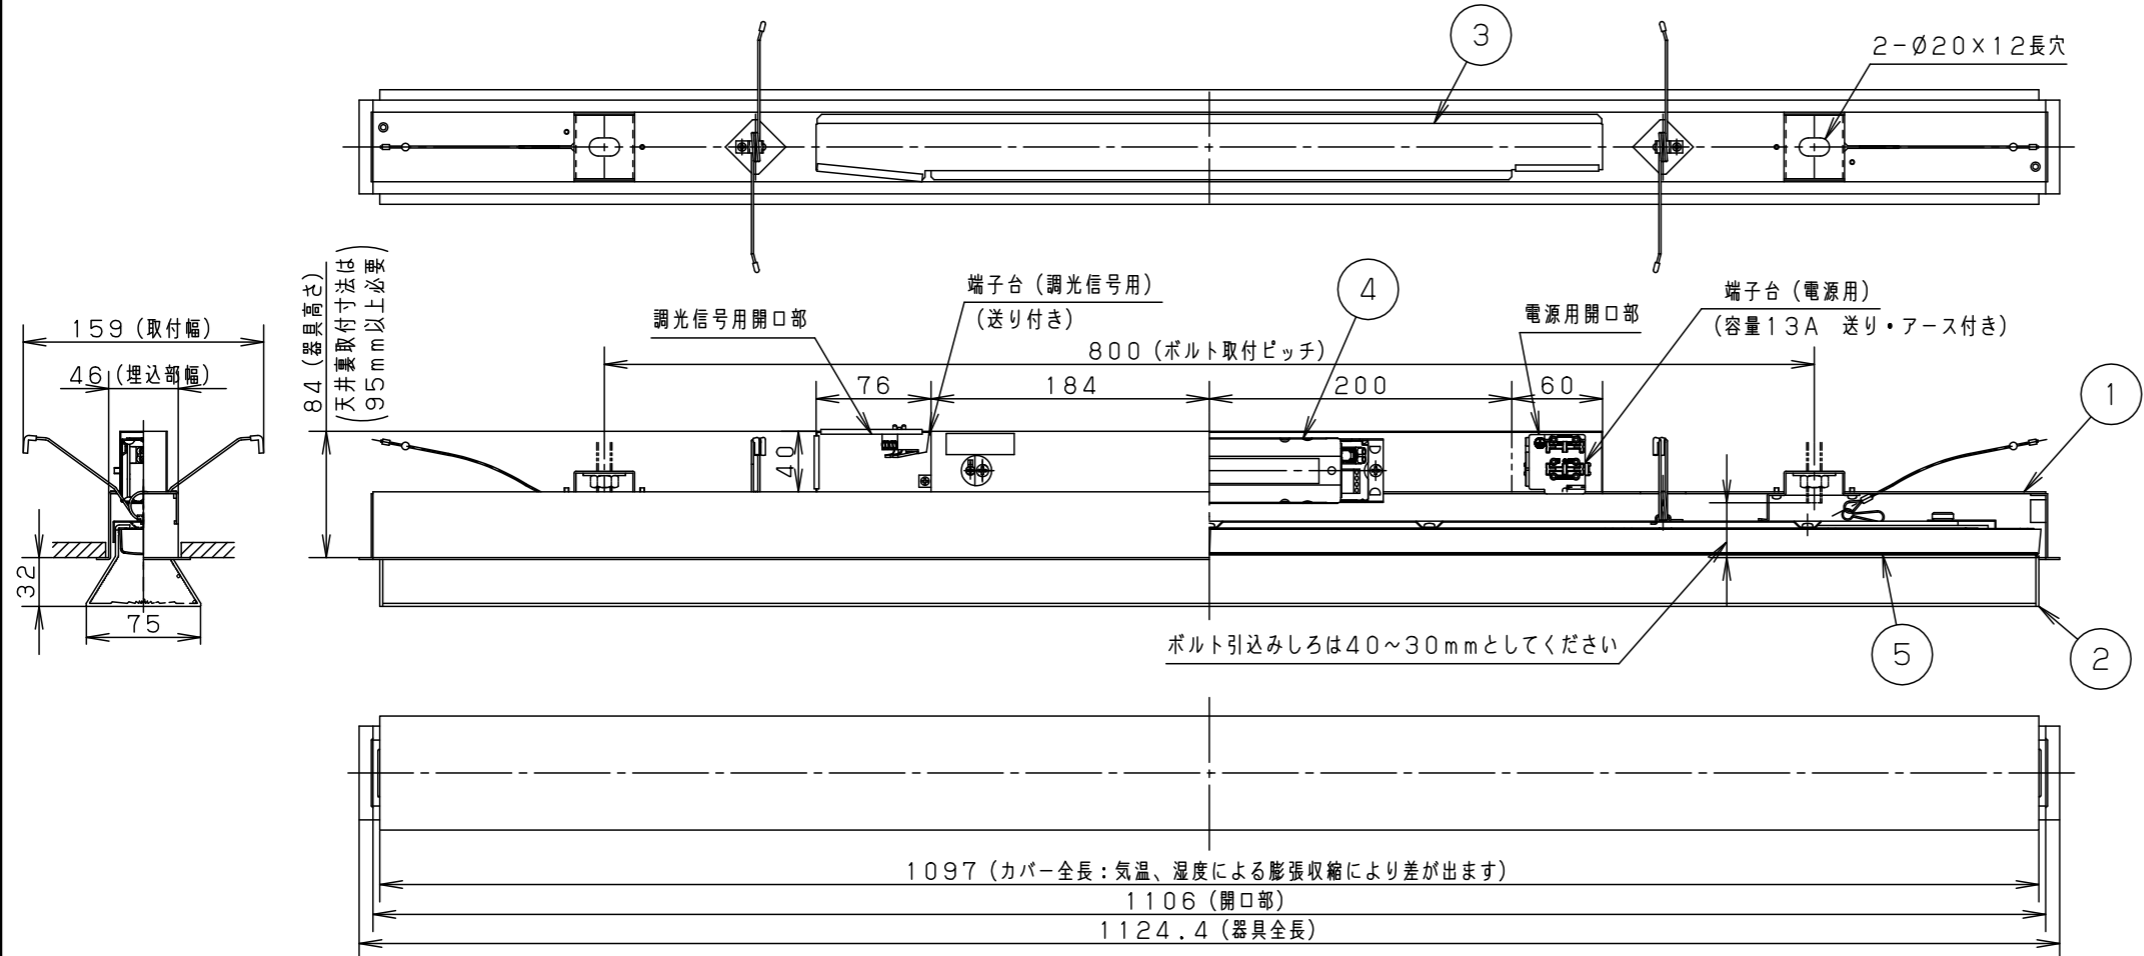 ③
2-Ø20×12長穴
159(取付幅)
46(埋込部幅)
84(器具高さ)
(天井裏取付寸法は
95mm以上必要)
調光信号用開口部
端子台(調光信号用)
(送り付き)
④
電源用開口部
端子台(電源用)
(容量13A 送り・アース付き)
800(ボルト取付ピッチ)
76
184
200
60
①
40
32
75
ボルト引込みしろは40~30mmとしてください
⑤
②
1097(カバー全長:気温、湿度による膨張収縮により差が出ます)
1106(開口部)
1124.4(器具全長)